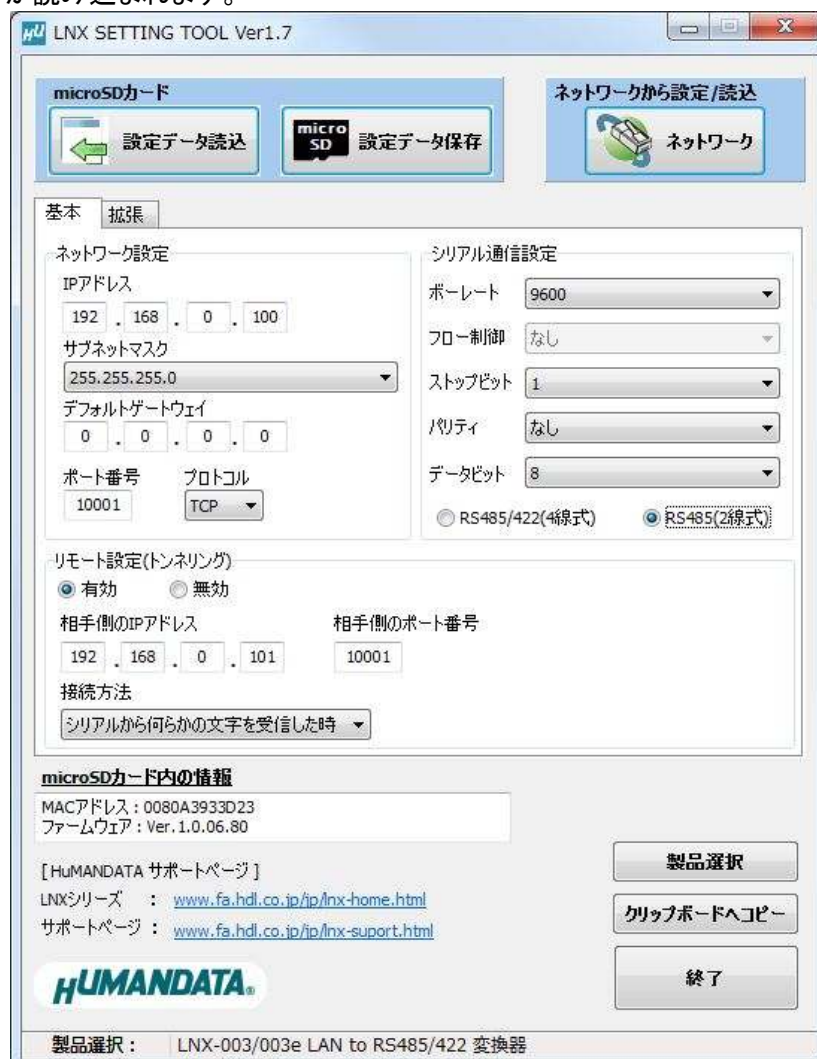 が読み込まれます。
LNX SETTING TOOL Ver1.7
microSDカード
ネットワークから設定/読込
設定データ読込
micro
SD
設定データ保存
ネットワーク
基本
拡張
ネットワーク設定
IPアドレス
192 . 168 . 0 . 100
サブネットマスク
255.255.255.0
デフォルトゲートウェイ
0 . 0 . 0 . 0
ポート番号 プロトコル
10001 TCP
シリアル通信設定
ボーレート 9600
フロー制御 なし
ストップビット 1
パリティ なし
データビット 8
RS485/422(4線式) RS485(2線式)
リモート設定(トンネリング)
有効 無効
相手側のIPアドレス 相手側のポート番号
192 . 168 . 0 . 101 10001
接続方法
シリアルから何らかの文字を受信した時
microSDカード内の情報
MACアドレス : 0080A3933D23
ファームウェア : Ver.1.0.06.80
[HuMANDATA サポートページ]
LNXシリーズ : www.fa.hdl.co.jp/jp/lnx-home.html
サポートページ : www.fa.hdl.co.jp/jp/lnx-suport.html
HUMANDATA®
製品選択
クリップボードへコピー
終了
製品選択 : LNX-003/003e LAN to RS485/422 変換器